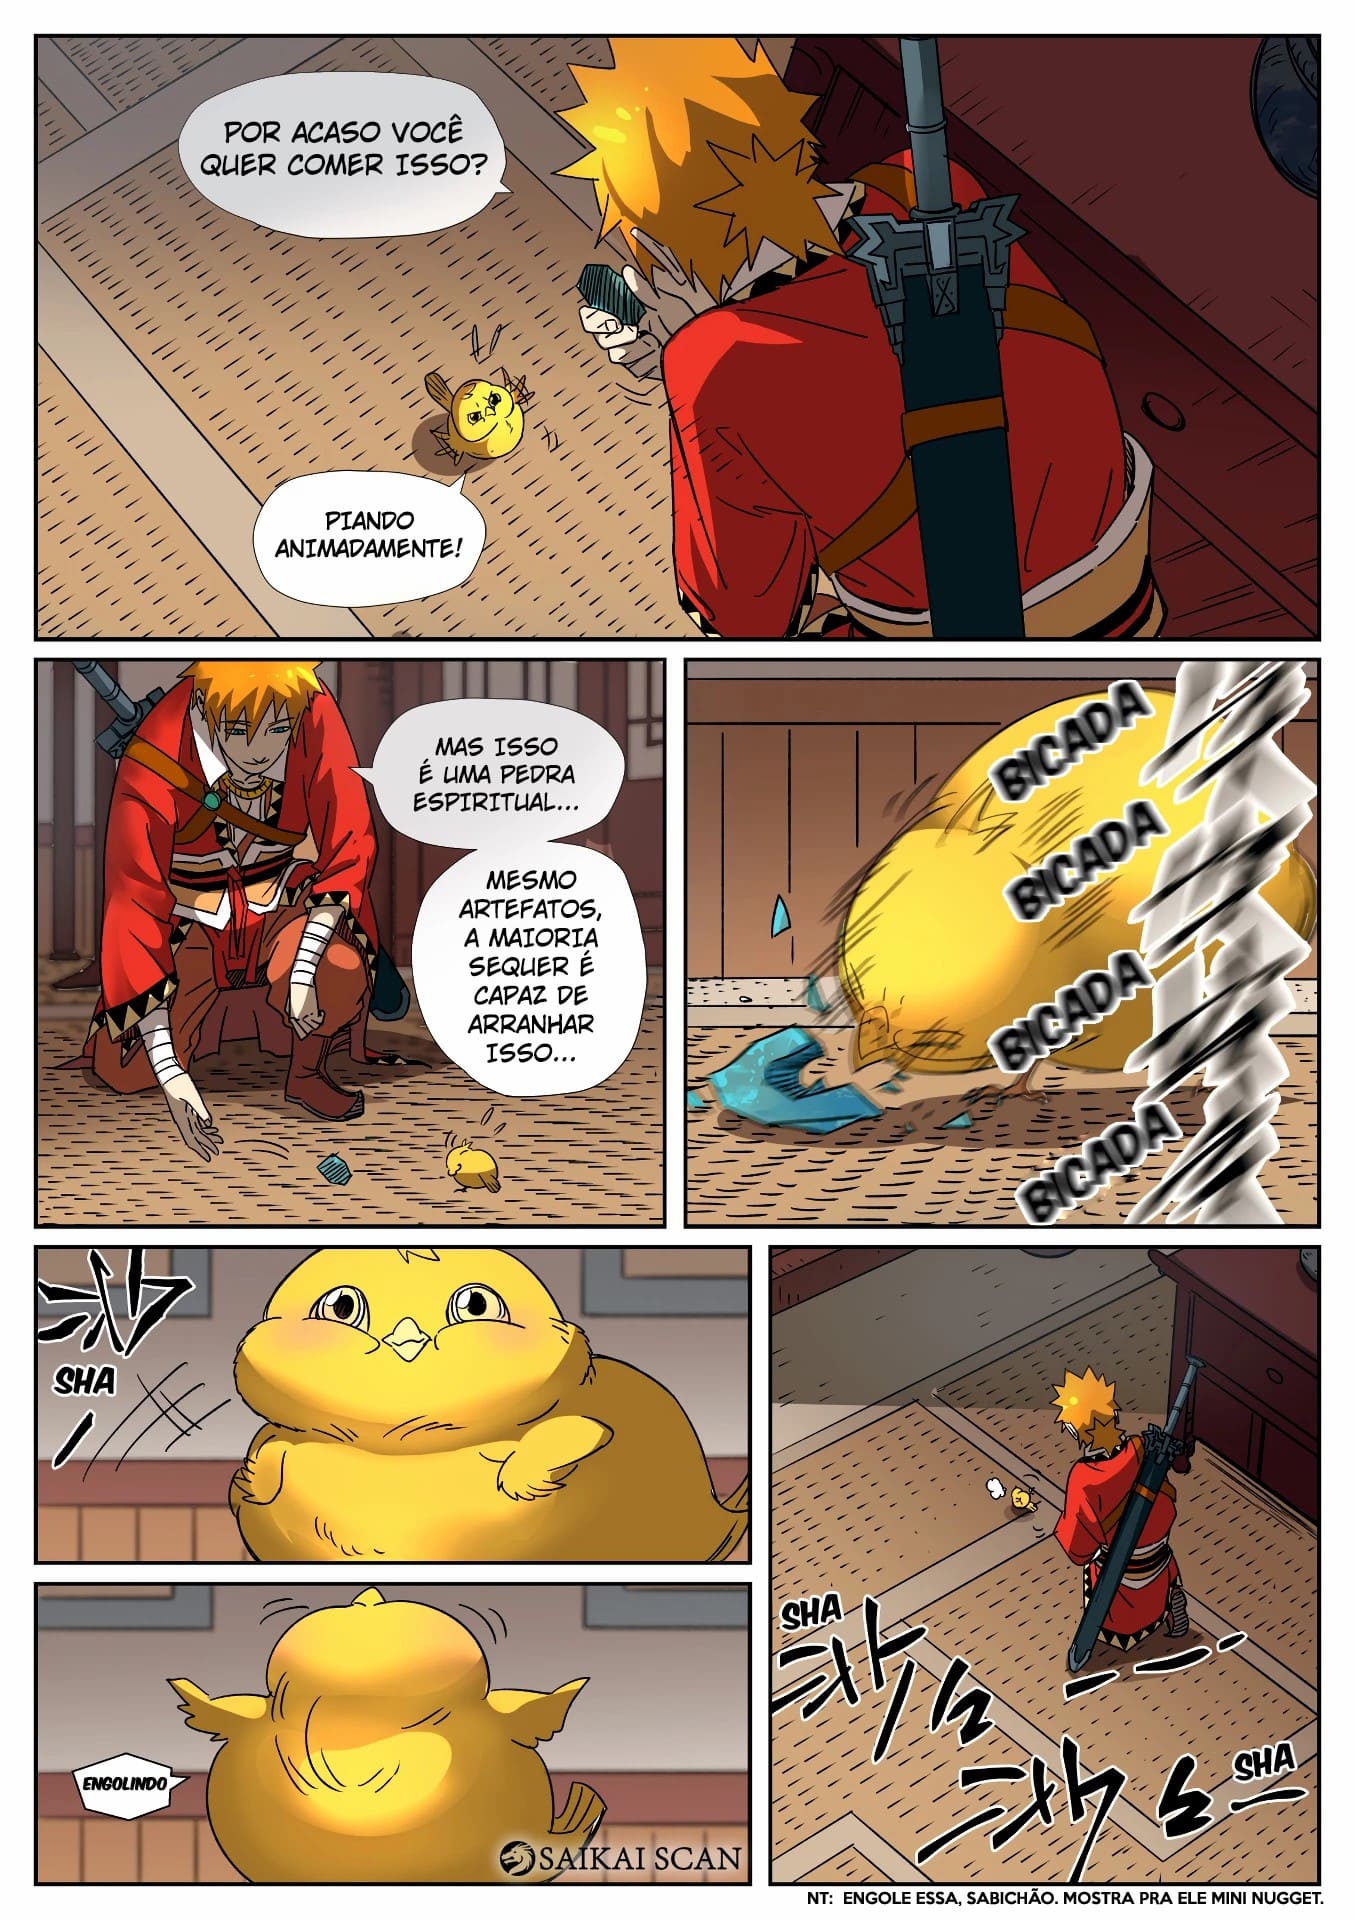 POR ACASO VOCÊ
QUER COMER ISSO?
PIANDO
ANIMADAMENTE!
MAS ISSO
É UMA PEDRA
ESPIRITUAL...
MESMO
ARTEFATOS,
A MAIORIA
SEQUER É
CAPAZ DE
ARRANHAR
ISSO...
BICADA
BICADA
BICADA
BICADA
SHA
ENGOLINDO
SHA
SHA
SAIKAI SCAN
NT: ENGOLE ESSA, SABICHÃO. MOSTRA PRA ELE MINI NUGGET.